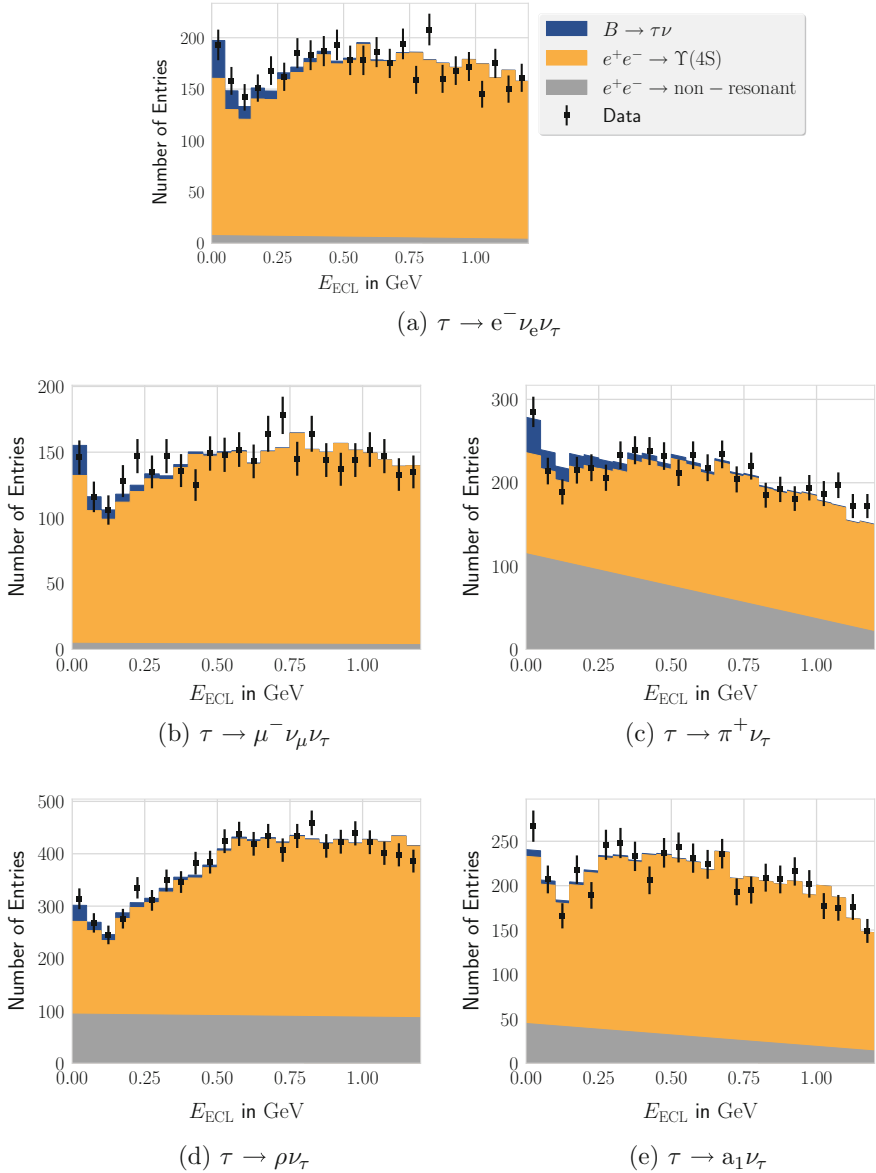 200
150
100
50
0
Number of Entries
0.00 0.25 0.50 0.75 1.00
E_ECL in GeV
B → τν
e⁺e⁻ → Υ(4S)
e⁺e⁻ → non − resonant
Data
(a) τ → e⁻ν_eν_τ
200
150
100
50
0
Number of Entries
0.00 0.25 0.50 0.75 1.00
E_ECL in GeV
(b) τ → μ⁻ν_μν_τ
300
200
100
0
Number of Entries
0.00 0.25 0.50 0.75 1.00
E_ECL in GeV
(c) τ → π⁺ν_τ
500
400
300
200
100
0
Number of Entries
0.00 0.25 0.50 0.75 1.00
E_ECL in GeV
(d) τ → ρν_τ
250
200
150
100
50
0
Number of Entries
0.00 0.25 0.50 0.75 1.00
E_ECL in GeV
(e) τ → a₁ν_τ